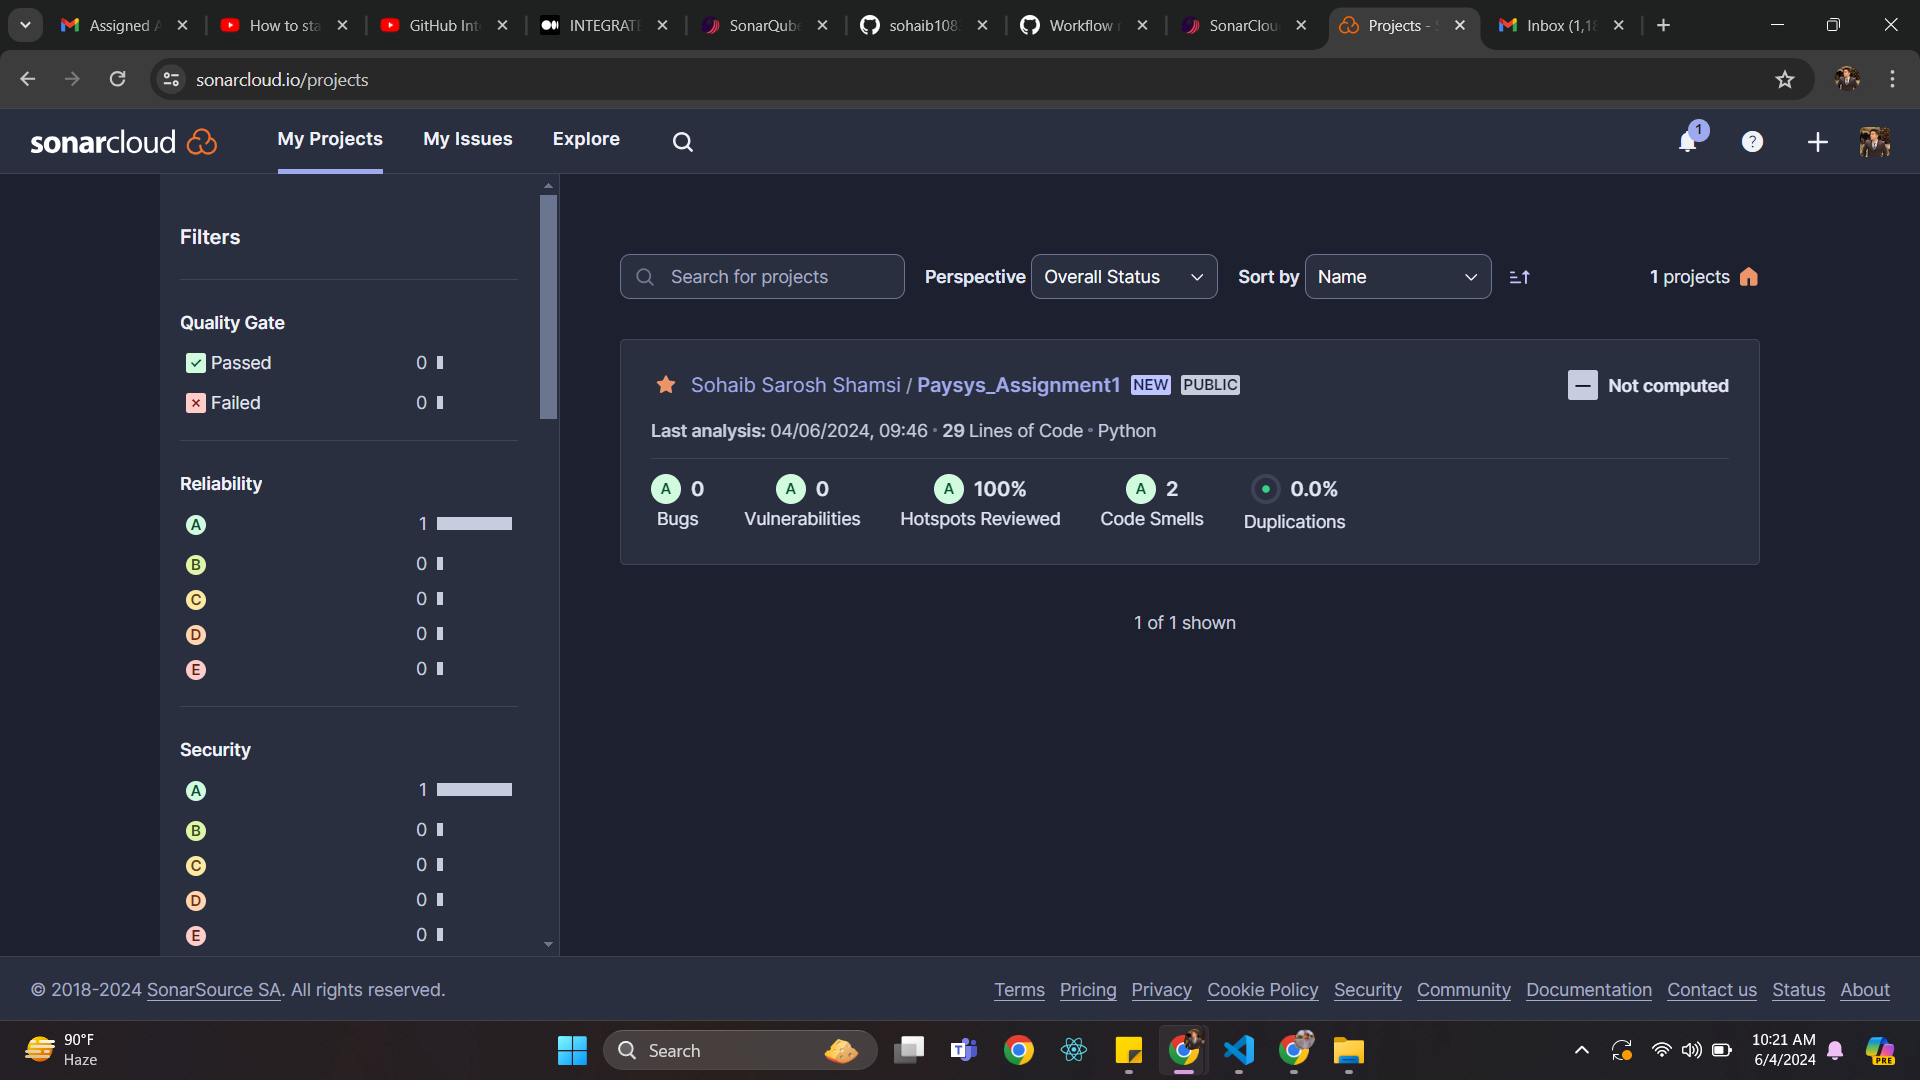 Assigned A
How to sta
GitHub Int
INTEGRATE
SonarQube
sohaib108
Workflow r
SonarClou
Projects - S
Inbox (1,18
sonarcloud.io/projects
sonarcloud
My Projects
My Issues
Explore
1
?
Filters
Search for projects
Perspective
Overall Status
Sort by
Name
1 projects
Quality Gate
Passed 0
Failed 0
Sohaib Sarosh Shamsi / Paysys_Assignment1 NEW PUBLIC
Not computed
Last analysis: 04/06/2024, 09:46 • 29 Lines of Code • Python
A 0 A 0 A 100% A 2 0.0%
Bugs Vulnerabilities Hotspots Reviewed Code Smells Duplications
1 of 1 shown
Reliability
A 1
B 0
C 0
D 0
E 0
Security
A 1
B 0
C 0
D 0
E 0
© 2018-2024 SonarSource SA. All rights reserved.
Terms Pricing Privacy Cookie Policy Security Community Documentation Contact us Status About
90°F
Haze
Search
10:21 AM
6/4/2024
PRE